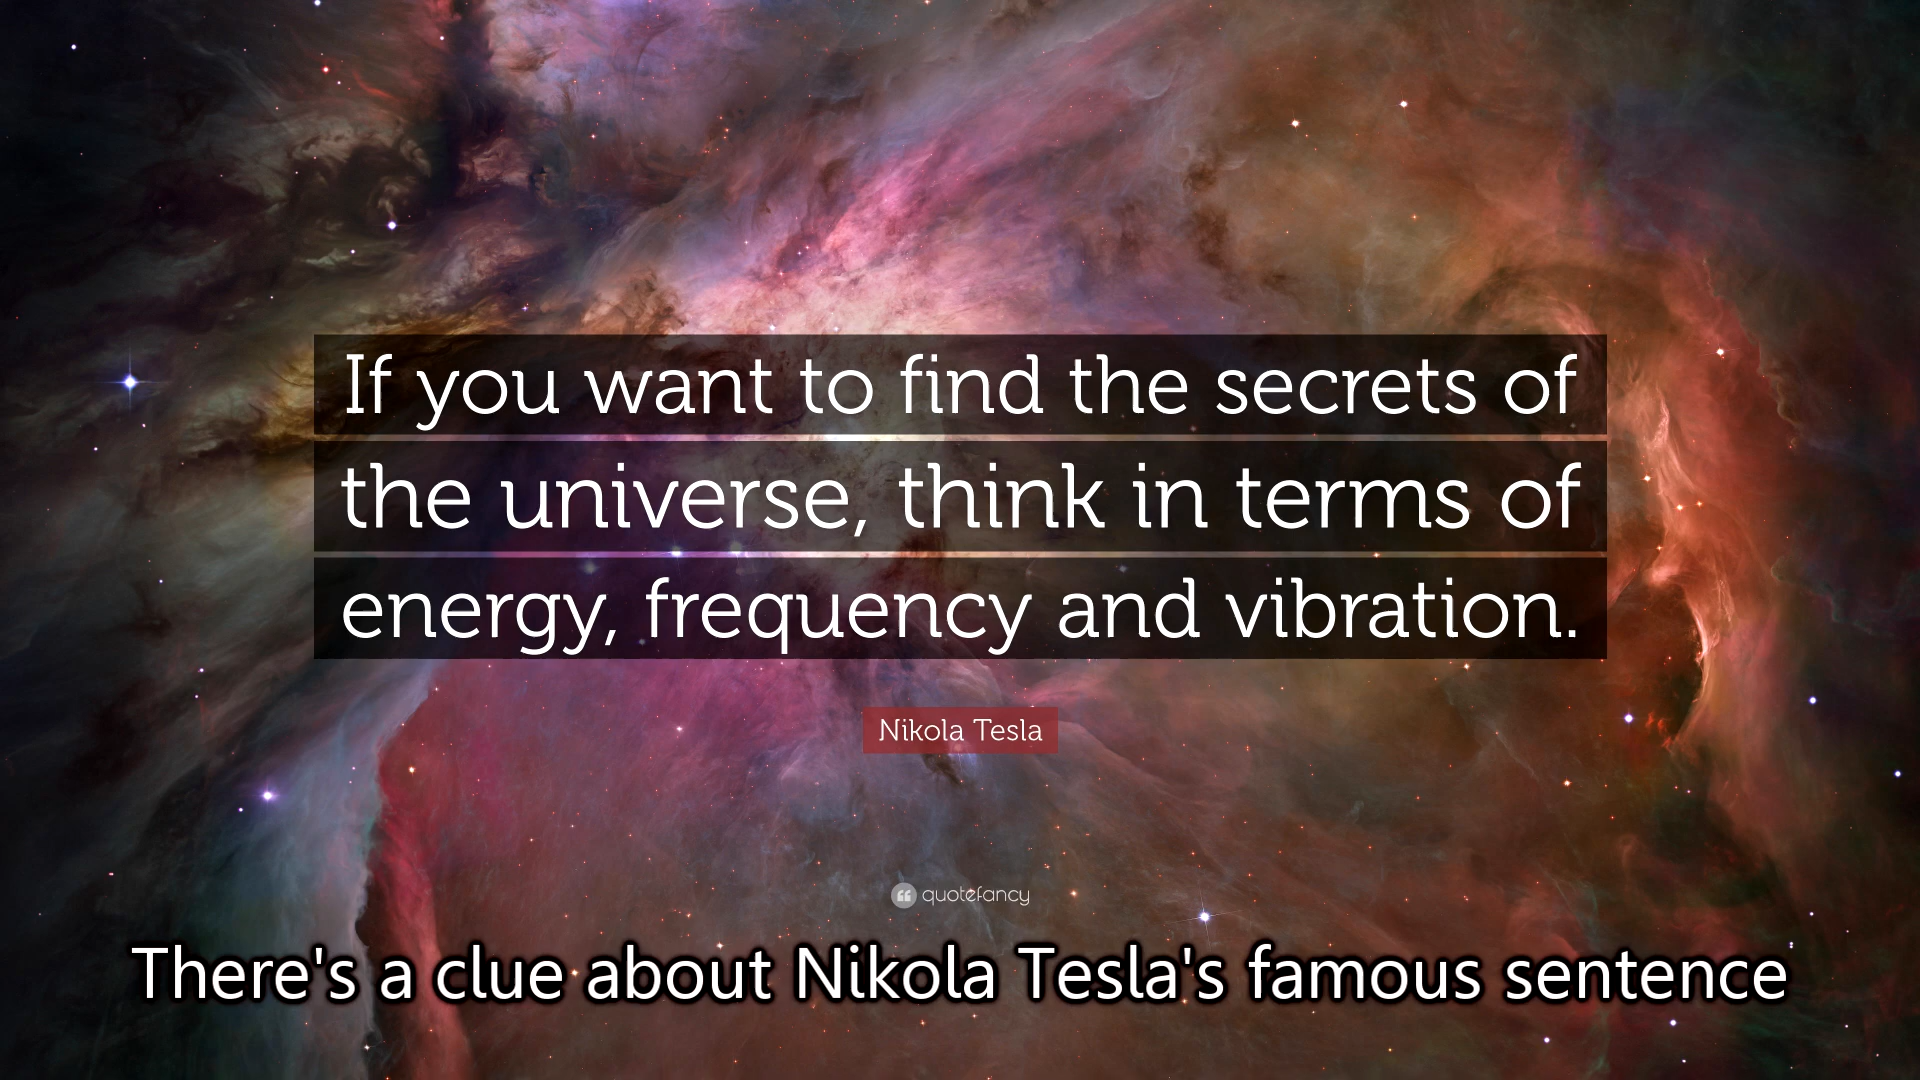 If you want to find the secrets of
the universe, think in terms of
energy, frequency and vibration.
Nikola Tesla
quotefancy
There's a clue about Nikola Tesla's famous sentence